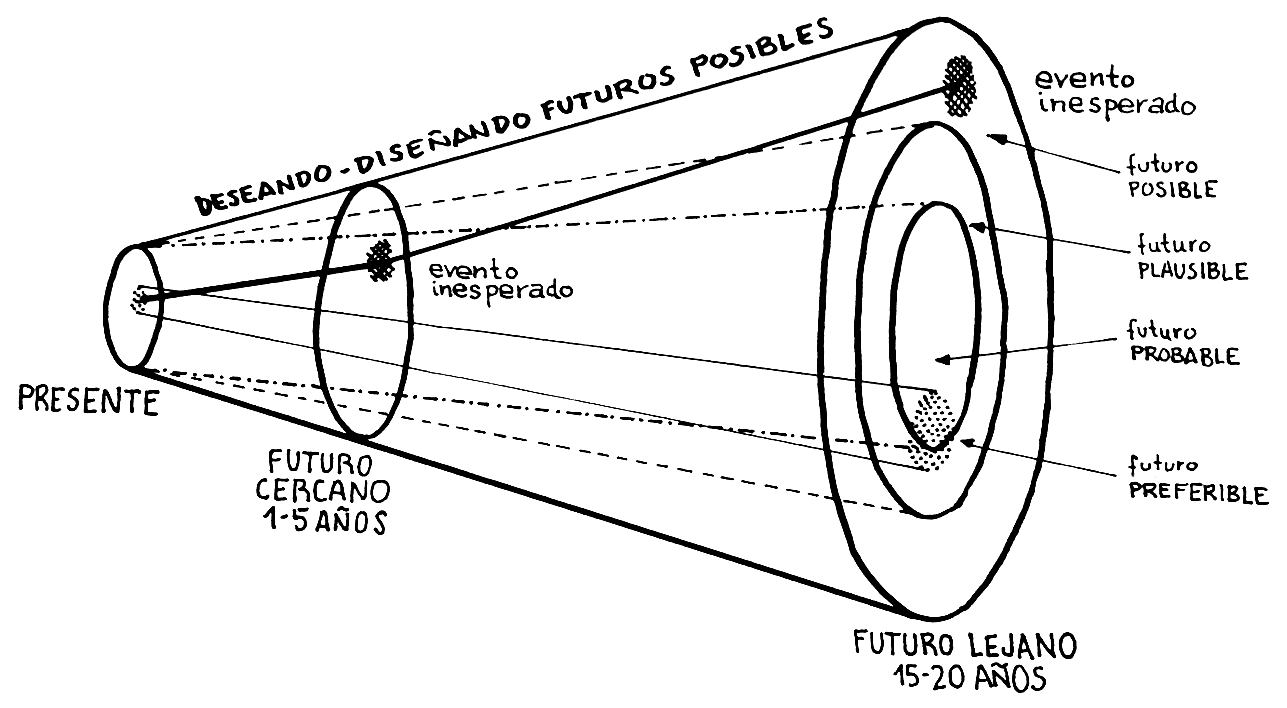 DESEANDO-DISEÑANDO FUTUROS POSIBLES
evento
inesperado
futuro
POSIBLE
futuro
PLAUSIBLE
evento
inesperado
futuro
PROBABLE
PRESENTE
futuro
PREFERIBLE
FUTURO
CERCANO
1-5 AÑOS
FUTURO LEJANO
15-20 AÑOS